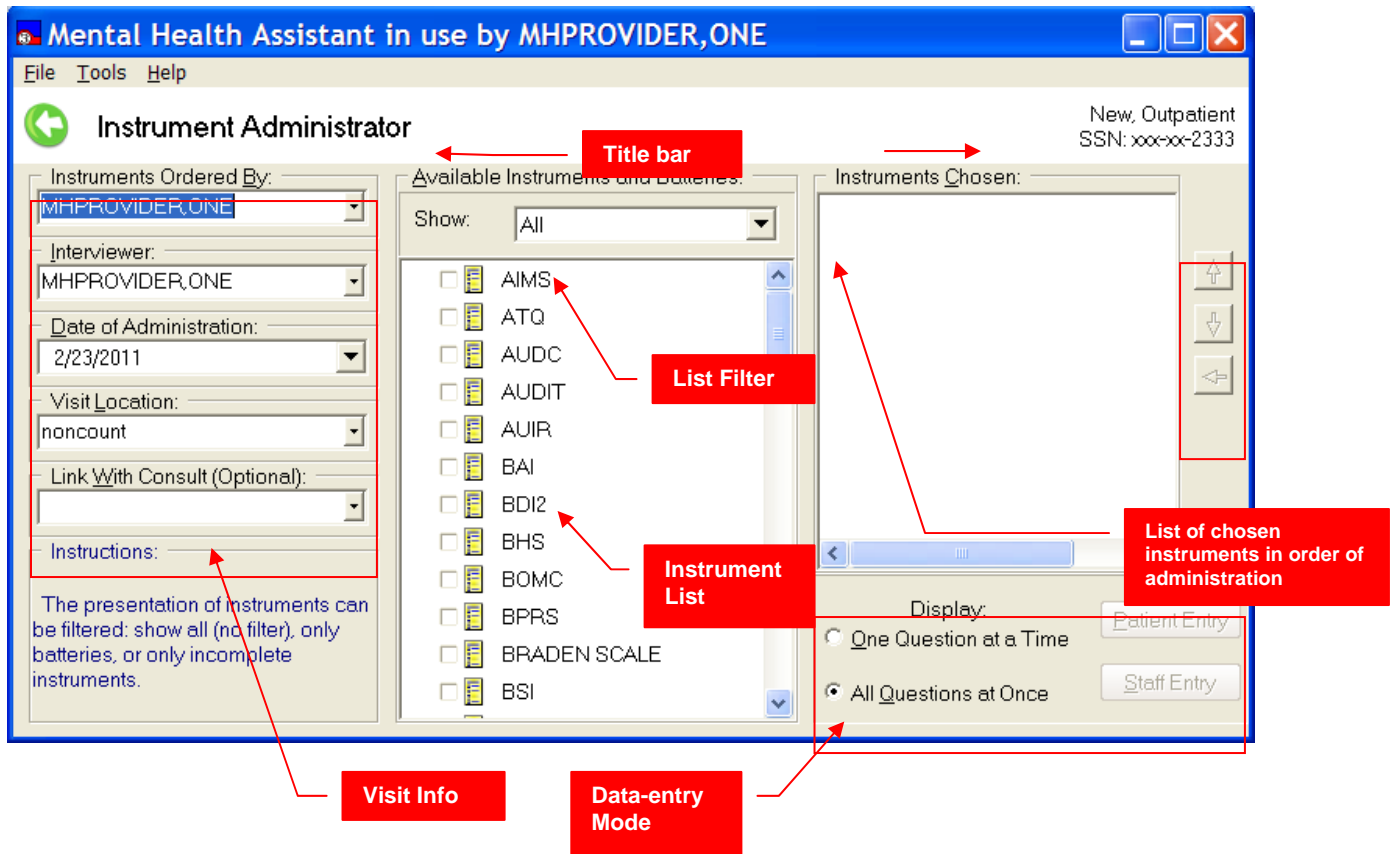 Mental Health Assistant in use by MHPROVIDER,ONE
File Tools Help
Instrument Administrator
New, Outpatient
SSN: xxx-xx-2333
Title bar
Instruments Ordered By:
MHPROVIDER,ONE
Interviewer:
MHPROVIDER,ONE
Date of Administration:
2/23/2011
Visit Location:
noncount
Link With Consult (Optional):
Instructions:
The presentation of instruments can
be filtered: show all (no filter), only
batteries, or only incomplete
instruments.
Available Instruments and Batteries:
Show: All
AIMS
ATQ
AUDC
AUDIT
AUIR
BAI
BDI2
BHS
BOMC
BPRS
BRADEN SCALE
BSI
List Filter
Instrument
List
Instruments Chosen:
List of chosen
instruments in order of
administration
Display:
One Question at a Time
All Questions at Once
Patient Entry
Staff Entry
Visit Info
Data-entry
Mode